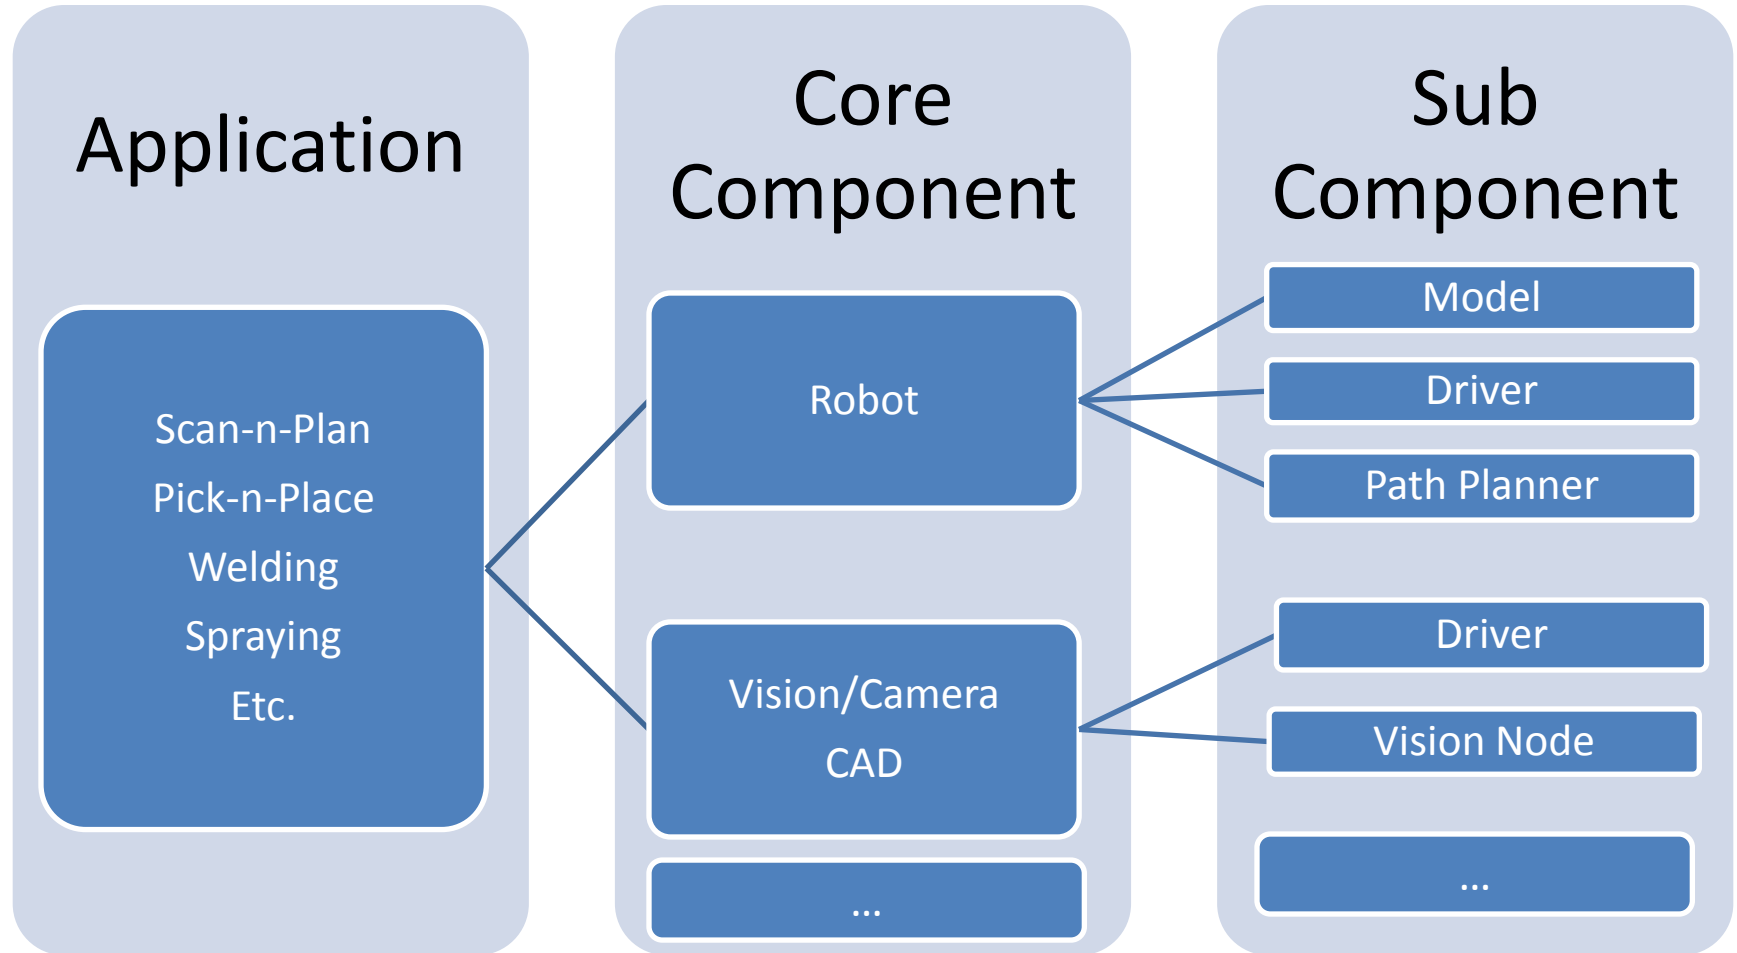 Application
Scan-n-Plan
Pick-n-Place
Welding
Spraying
Etc.
Core
Component
Robot
Vision/Camera
CAD
...
Sub
Component
Model
Driver
Path Planner
Driver
Vision Node
...